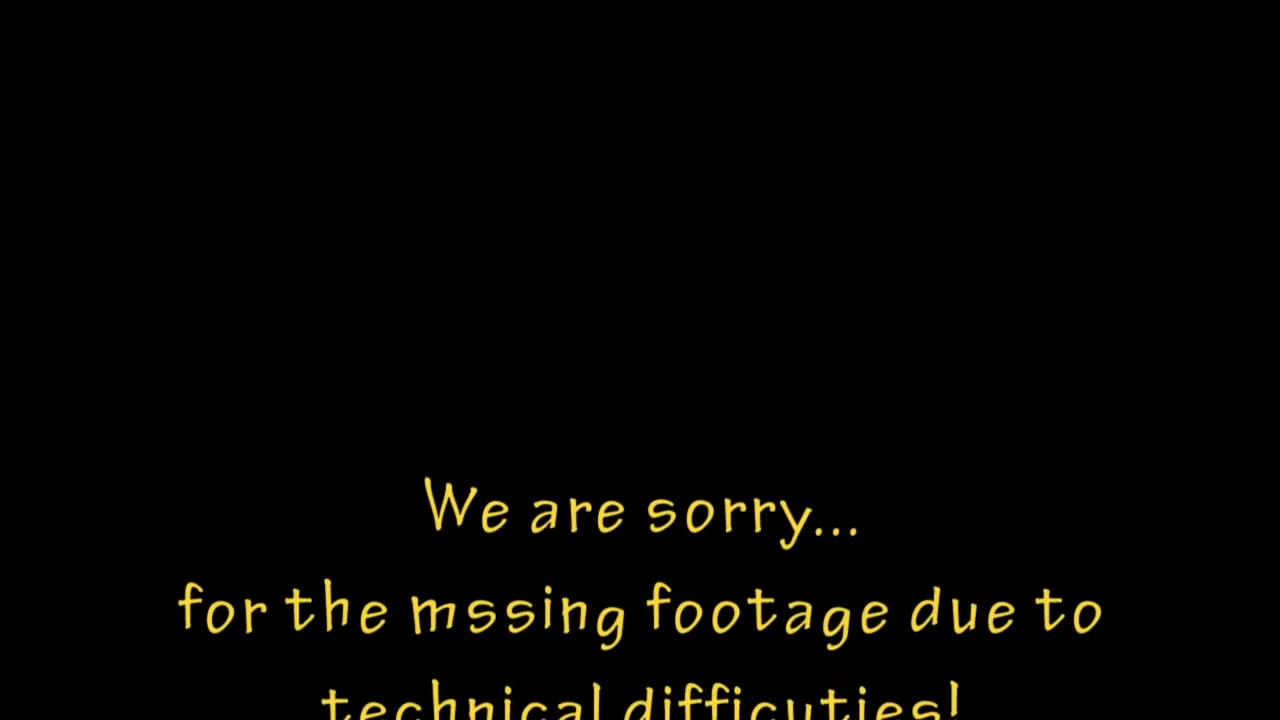 We are sorry...
for the mssing footage due to
technical difficuties!